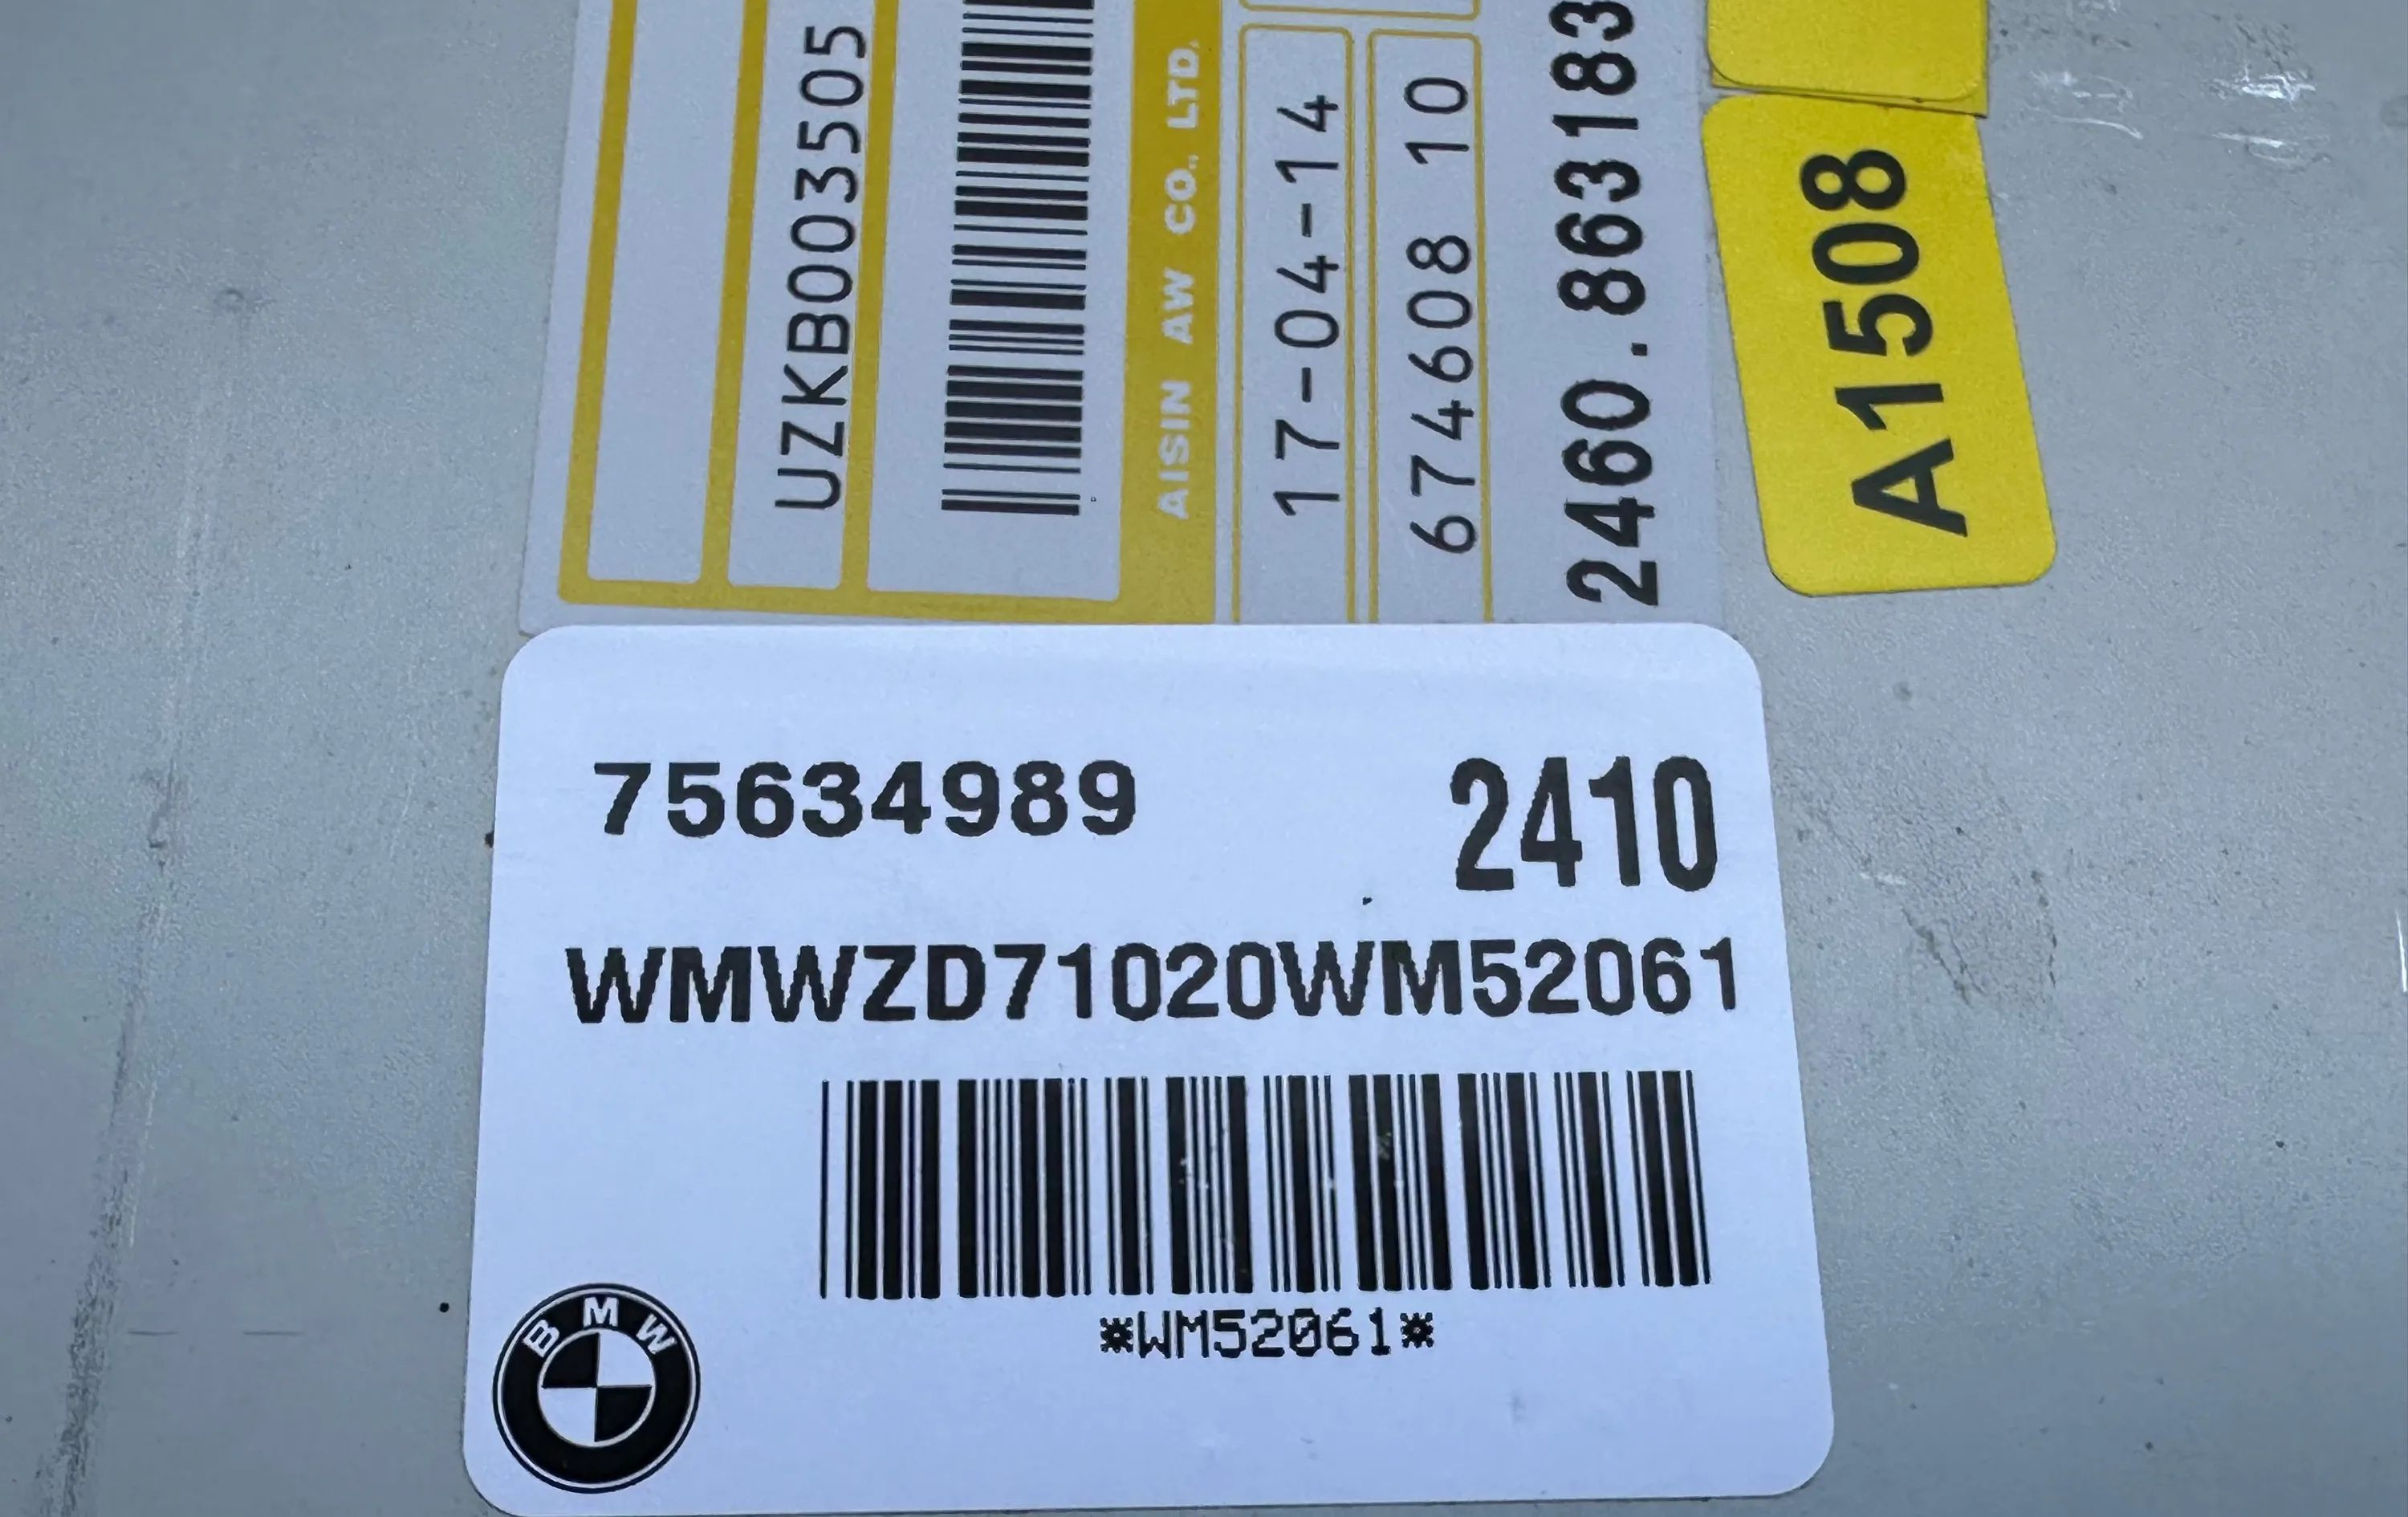 UZKB003505
AISIN AW CO., LTD.
17-04-14
674608 10
2460.863183
A1508
75634989
2410
WMWZD71020WM52061
*WM52061*
BMW